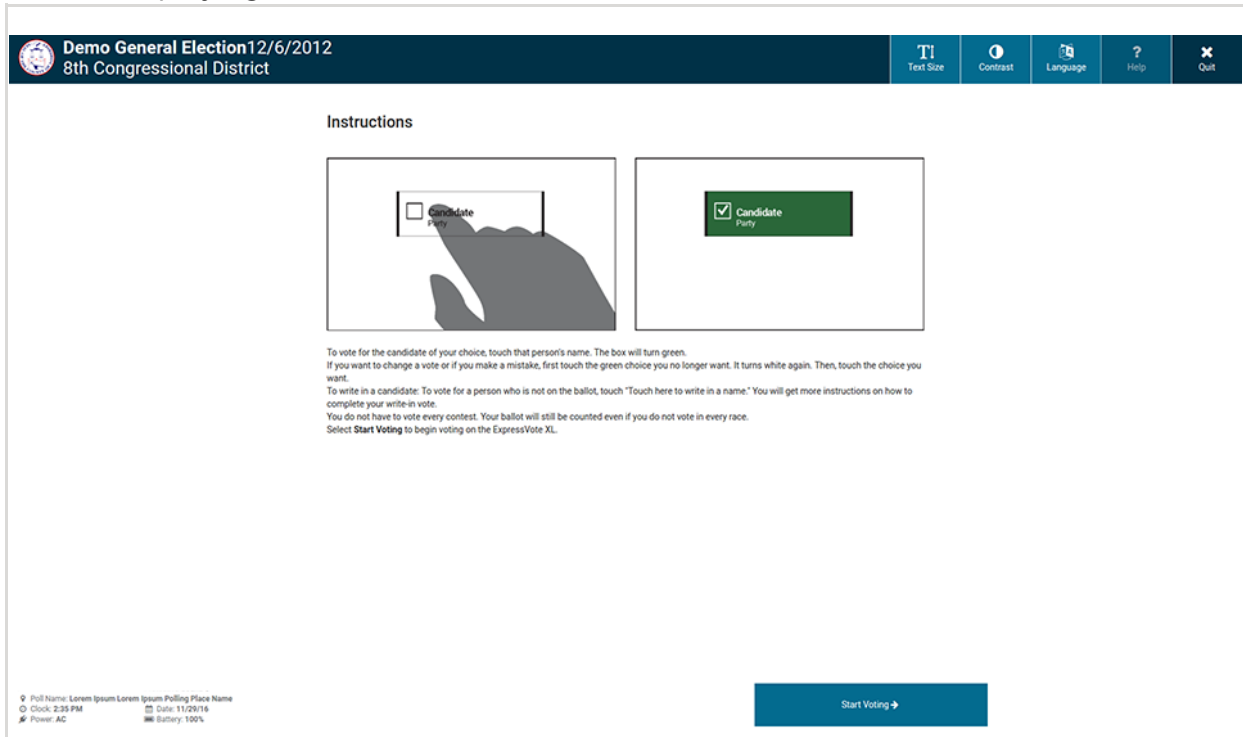 Demo General Election12/6/2012
8th Congressional District
Text Size
Contrast
Language
?
Help
Quit
Instructions
Candidate
Party
Candidate
Party
To vote for the candidate of your choice, touch that person's name. The box will turn green.
If you want to change a vote or if you make a mistake, first touch the green choice you no longer want. It turns white again. Then, touch the choice you
want.
To write in a candidate: To vote for a person who is not on the ballot, touch "Touch here to write in a name." You will get more instructions on how to
complete your write-in vote.
You do not have to vote every contest. Your ballot will still be counted even if you do not vote in every race.
Select Start Voting to begin voting on the ExpressVote XL.
Poll Name: Lorem Ipsum Lorem Ipsum Polling Place Name
Clock: 2:35 PM Date: 11/29/16
Power: AC Battery: 100%
Start Voting